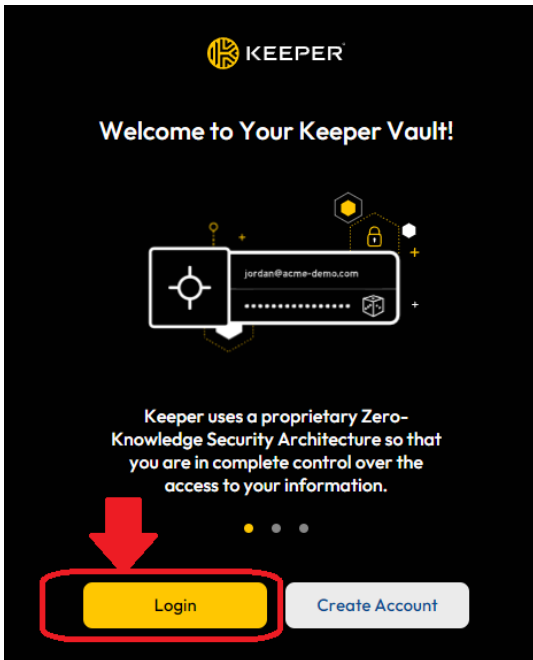 KEEPER
Welcome to Your Keeper Vault!
jordan@acme-demo.com
Keeper uses a proprietary Zero-
Knowledge Security Architecture so that
you are in complete control over the
access to your information.
Login
Create Account